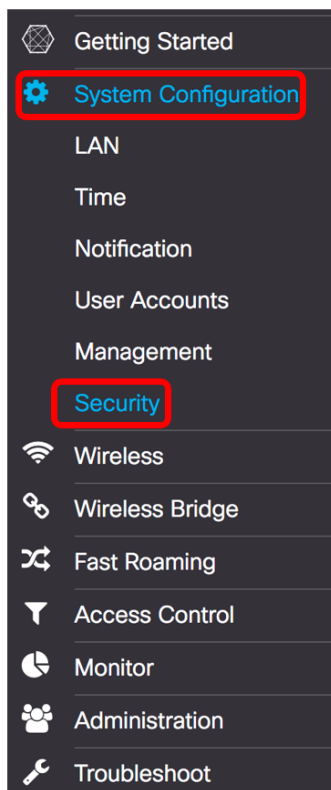 Getting Started
System Configuration
LAN
Time
Notification
User Accounts
Management
Security
Wireless
Wireless Bridge
Fast Roaming
Access Control
Monitor
Administration
Troubleshoot